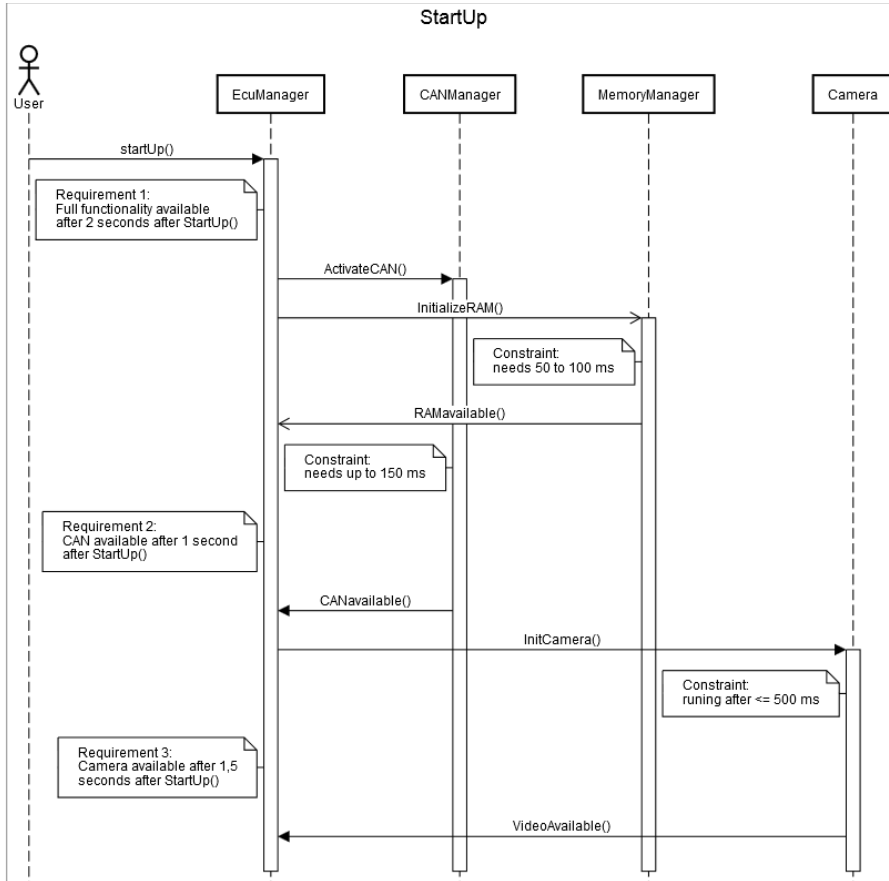 StartUp
User
EcuManager
CANManager
MemoryManager
Camera
startUp()
Requirement 1:
Full functionality available
after 2 seconds after StartUp()
ActivateCAN()
InitializeRAM()
Constraint:
needs 50 to 100 ms
RAMavailable()
Constraint:
needs up to 150 ms
Requirement 2:
CAN available after 1 second
after StartUp()
CANavailable()
InitCamera()
Constraint:
runing after <= 500 ms
Requirement 3:
Camera available after 1,5
seconds after StartUp()
VideoAvailable()